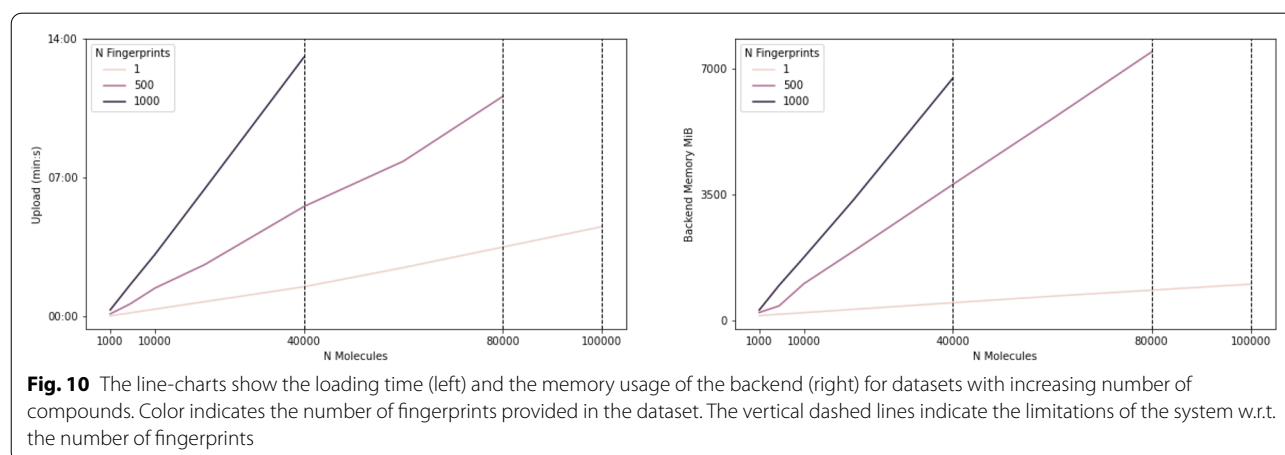 14:00
N Fingerprints
1
500
1000
07:00
00:00
Upload (min:s)
1000
10000
40000
80000
100000
N Molecules
7000
N Fingerprints
1
500
1000
3500
0
Backend Memory MiB
1000
10000
40000
80000
100000
N Molecules
Fig. 10 The line-charts show the loading time (left) and the memory usage of the backend (right) for datasets with increasing number of
compounds. Color indicates the number of fingerprints provided in the dataset. The vertical dashed lines indicate the limitations of the system w.r.t.
the number of fingerprints